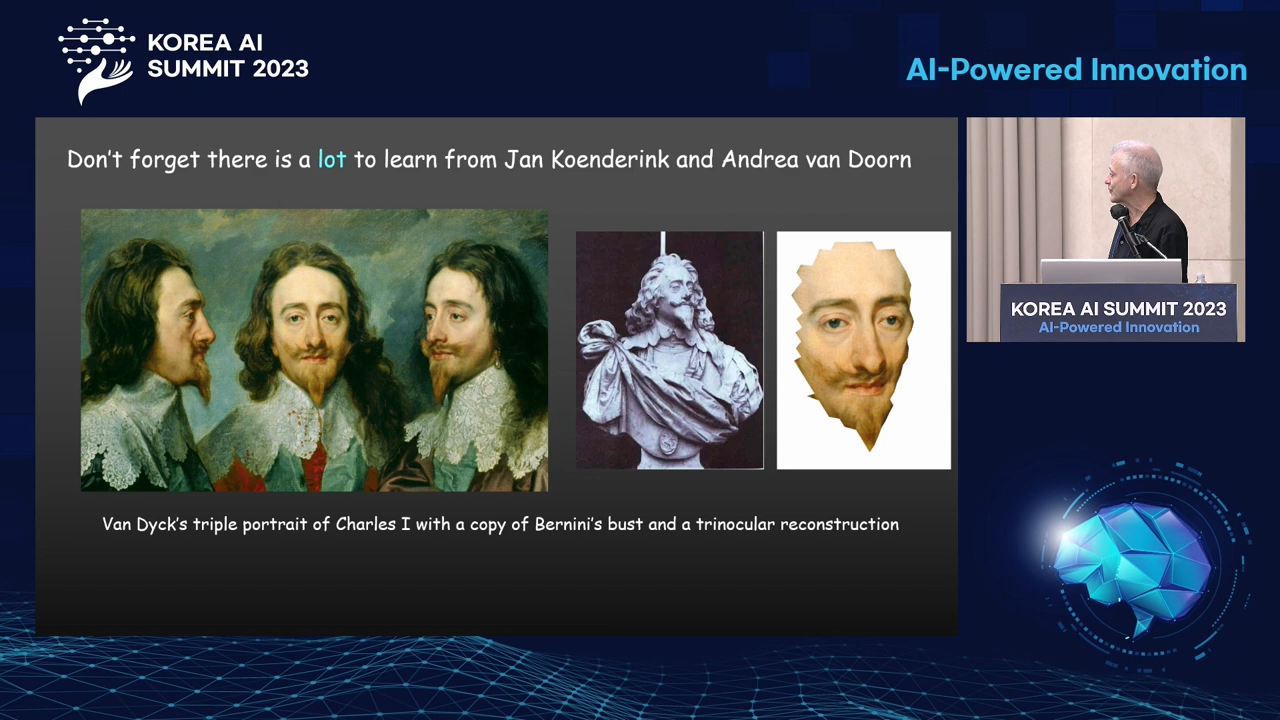 KOREA AI
SUMMIT 2023
AI-Powered Innovation
Don't forget there is a lot to learn from Jan Koenderink and Andrea van Doorn
Van Dyck's triple portrait of Charles I with a copy of Bernini's bust and a trinocular reconstruction
KOREA AI SUMMIT 2023
AI-Powered Innovation